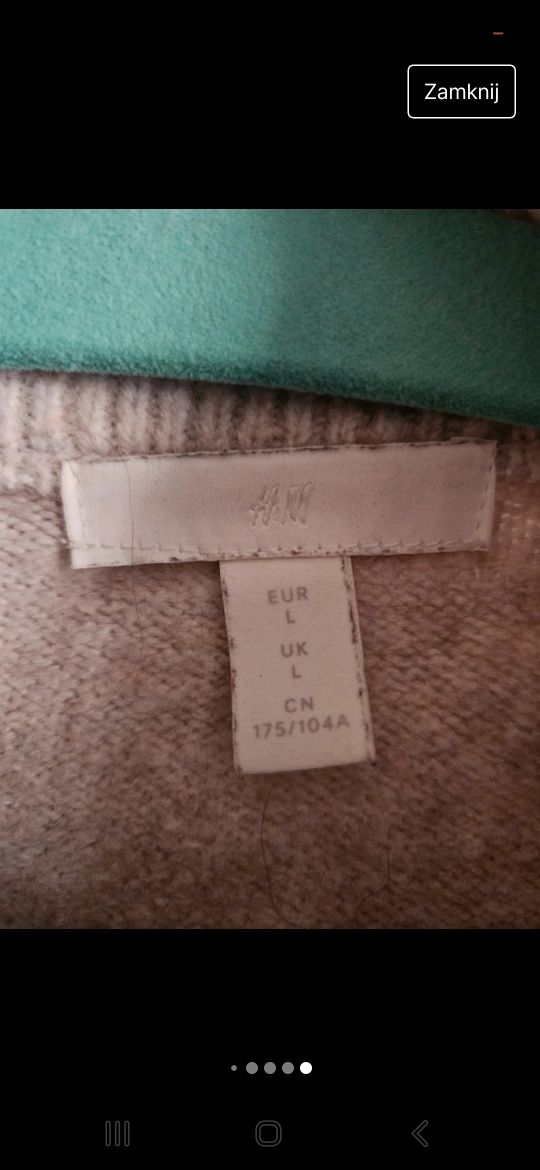 Zamknij
H&M
EUR
L
UK
L
CN
175/104A